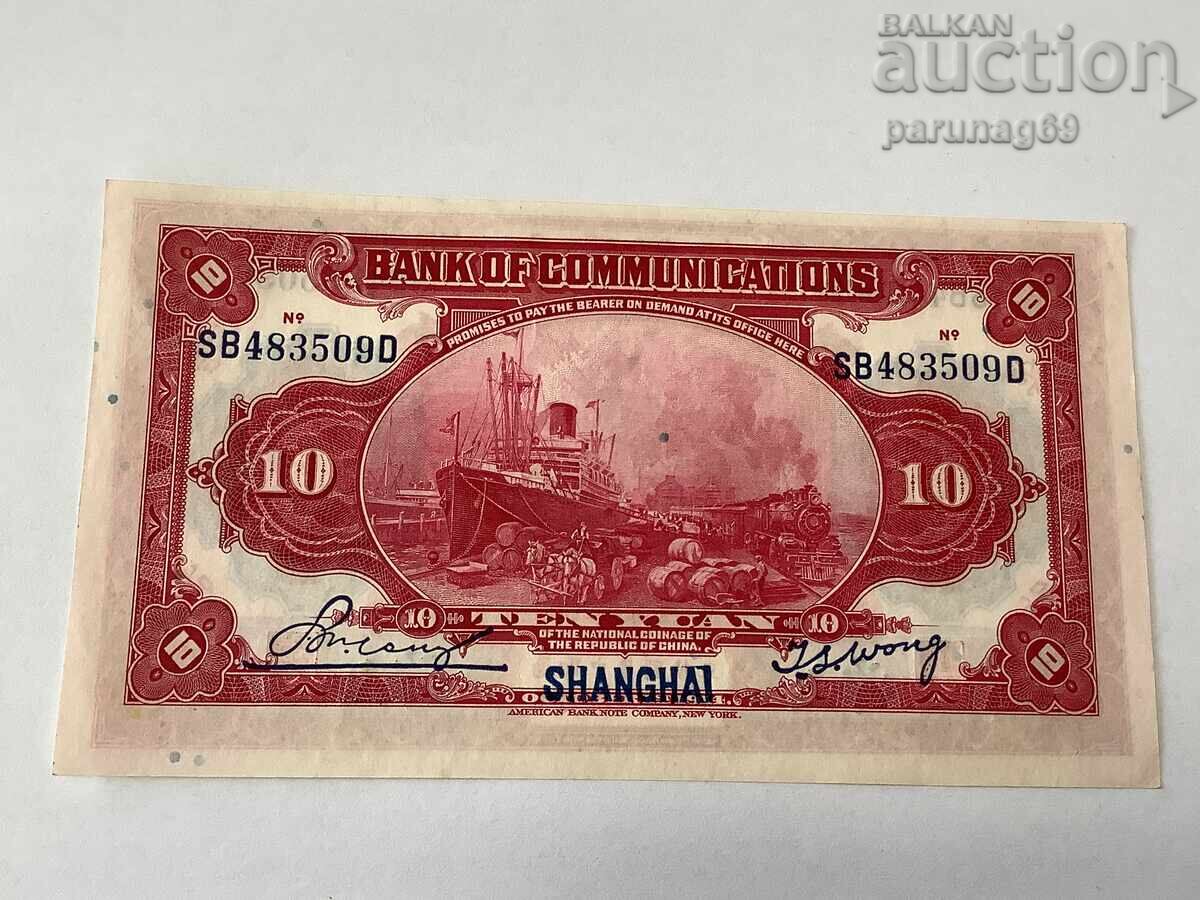 BALKAN
auction
parunag69
BANK OF COMMUNICATIONS
PROMISES TO PAY THE BEARER ON DEMAND AT ITS OFFICE HERE
10
10
Nº
Nº
SB483509D
SB483509D
10
10
10
TEN YUAN
10
OF THE NATIONAL COINAGE OF
THE REPUBLIC OF CHINA.
10
10
T.S. Wong
SHANGHAI
AMERICAN BANK NOTE COMPANY, NEW YORK.